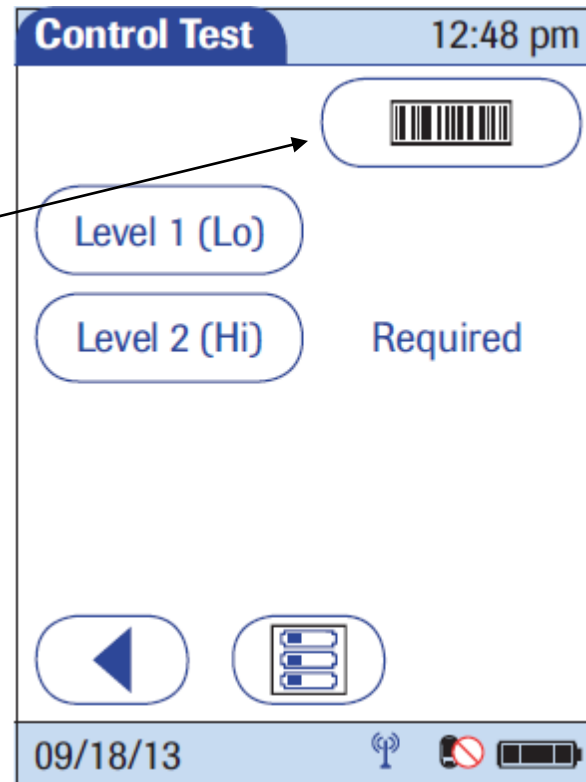 Control Test 12:48 pm
Level 1 (Lo)
Level 2 (Hi) Required
09/18/13